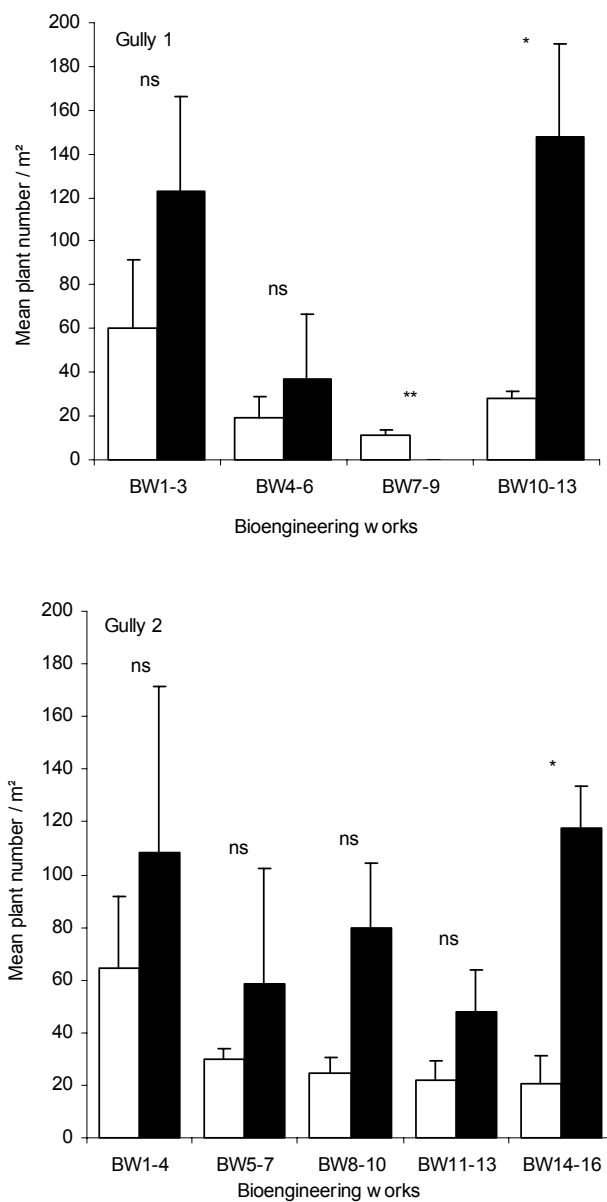 Gully 1
Mean plant number / m²
200
180
160
140
120
100
80
60
40
20
0
ns
ns
**
*
BW1-3 BW4-6 BW7-9 BW10-13
Bioengineering works
Gully 2
Mean plant number / m²
200
180
160
140
120
100
80
60
40
20
0
ns
ns
ns
ns
*
BW1-4 BW5-7 BW8-10 BW11-13 BW14-16
Bioengineering works